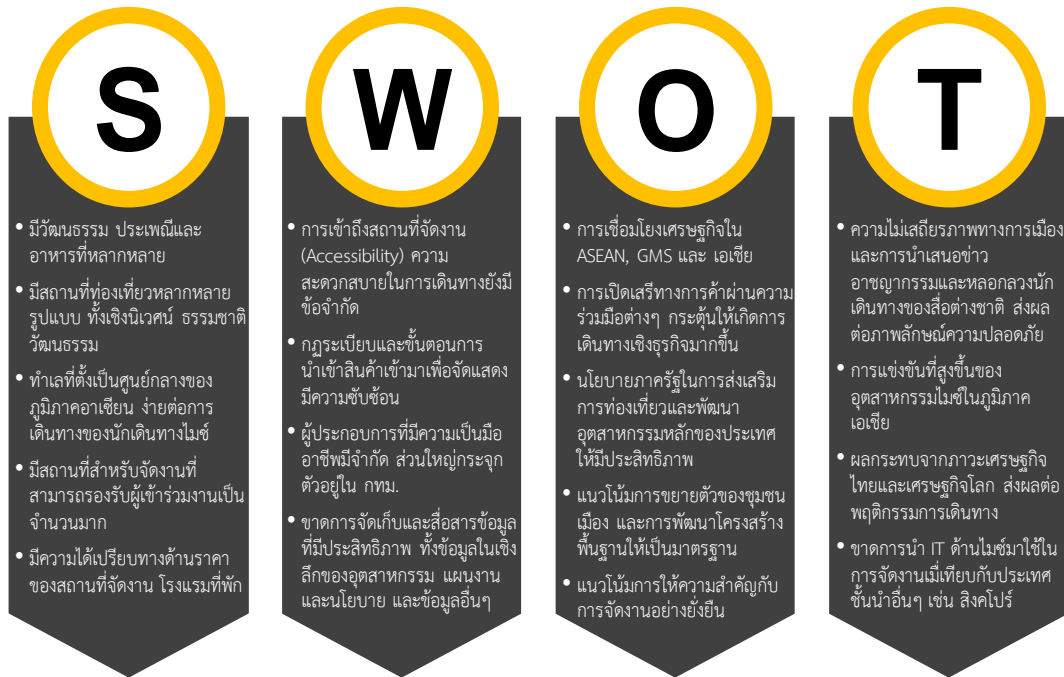 S
• มีวัฒนธรรม ประเพณีและ
อาหารที่หลากหลาย
• มีสถานที่ท่องเที่ยวหลากหลาย
รูปแบบ ทั้งเชิงนิเวศน์ ธรรมชาติ
วัฒนธรรม
• ทำเลที่ตั้งเป็นศูนย์กลางของ
ภูมิภาคอาเซียน ง่ายต่อการ
เดินทางของนักเดินทางไมซ์
• มีสถานที่สำหรับจัดงานที่
สามารถรองรับผู้เข้าร่วมงานเป็น
จำนวนมาก
• มีความได้เปรียบทางด้านราคา
ของสถานที่จัดงาน โรงแรมที่พัก
W
• การเข้าถึงสถานที่จัดงาน
(Accessibility) ความ
สะดวกสบายในการเดินทางยังมี
ข้อจำกัด
• กฎระเบียบและขั้นตอนการ
นำเข้าสินค้าเข้ามาเพื่อจัดแสดง
มีความซับซ้อน
• ผู้ประกอบการที่มีความเป็นมือ
อาชีพมีจำกัด ส่วนใหญ่กระจุก
ตัวอยู่ใน กทม.
• ขาดการจัดเก็บและสื่อสารข้อมูล
ที่มีประสิทธิภาพ ทั้งข้อมูลในเชิง
ลึกของอุตสาหกรรม แผนงาน
และนโยบาย และข้อมูลอื่นๆ
O
• การเชื่อมโยงเศรษฐกิจใน
ASEAN, GMS และ เอเชีย
• การเปิดเสรีทางการค้าผ่านความ
ร่วมมือต่างๆ กระตุ้นให้เกิดการ
เดินทางเชิงธุรกิจมากขึ้น
• นโยบายภาครัฐในการส่งเสริม
การท่องเที่ยวและพัฒนา
อุตสาหกรรมหลักของประเทศ
ให้มีประสิทธิภาพ
• แนวโน้มการขยายตัวของชุมชน
เมือง และการพัฒนาโครงสร้าง
พื้นฐานให้เป็นมาตรฐาน
• แนวโน้มการให้ความสำคัญกับ
การจัดงานอย่างยั่งยืน
T
• ความไม่เสถียรภาพทางการเมือง
และการนำเสนอข่าว
อาชญากรรมและหลอกลวงนัก
เดินทางของสื่อต่างชาติ ส่งผล
ต่อภาพลักษณ์ความปลอดภัย
• การแข่งขันที่สูงขึ้นของ
อุตสาหกรรมไมซ์ในภูมิภาค
เอเชีย
• ผลกระทบจากภาวะเศรษฐกิจ
ไทยและเศรษฐกิจโลก ส่งผลต่อ
พฤติกรรมการเดินทาง
• ขาดการนำ IT ด้านไมซ์มาใช้ใน
การจัดงานเมื่เทียบกับประเทศ
ชั้นนำอื่นๆ เช่น สิงคโปร์